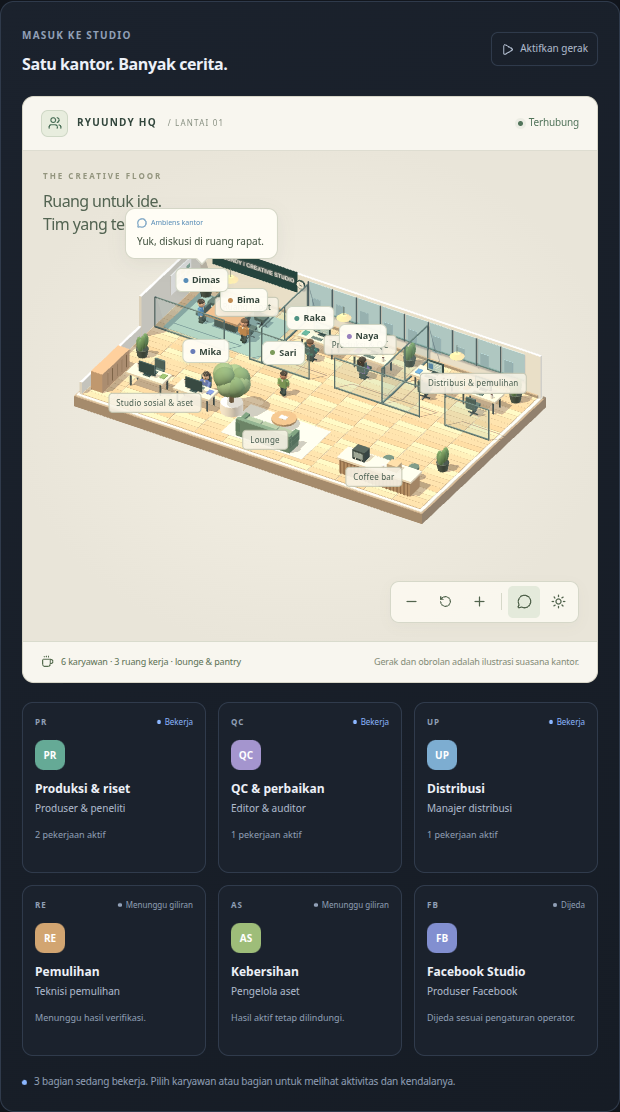 MASUK KE STUDIO
Satu kantor. Banyak cerita.
Aktifkan gerak
RYUUNDY HQ / LANTAI 01
Terhubung
THE CREATIVE FLOOR
Ruang untuk ide.
Tim yang te
Ambiens kantor
Yuk, diskusi di ruang rapat.
CREATIVE STUDIO
Dimas
Bima
Raka
Naya
Mika
Sari
Distribusi & pemulihan
Studio sosial & aset
Lounge
Coffee bar
6 karyawan · 3 ruang kerja · lounge & pantry
Gerak dan obrolan adalah ilustrasi suasana kantor.
PR
Bekerja
PR
Produksi & riset
Produser & peneliti
2 pekerjaan aktif
QC
Bekerja
QC
QC & perbaikan
Editor & auditor
1 pekerjaan aktif
UP
Bekerja
UP
Distribusi
Manajer distribusi
1 pekerjaan aktif
RE
Menunggu giliran
RE
Pemulihan
Teknisi pemulihan
Menunggu hasil verifikasi.
AS
Menunggu giliran
AS
Kebersihan
Pengelola aset
Hasil aktif tetap dilindungi.
FB
Dijeda
FB
Facebook Studio
Produser Facebook
Dijeda sesuai pengaturan operator.
3 bagian sedang bekerja. Pilih karyawan atau bagian untuk melihat aktivitas dan kendalanya.